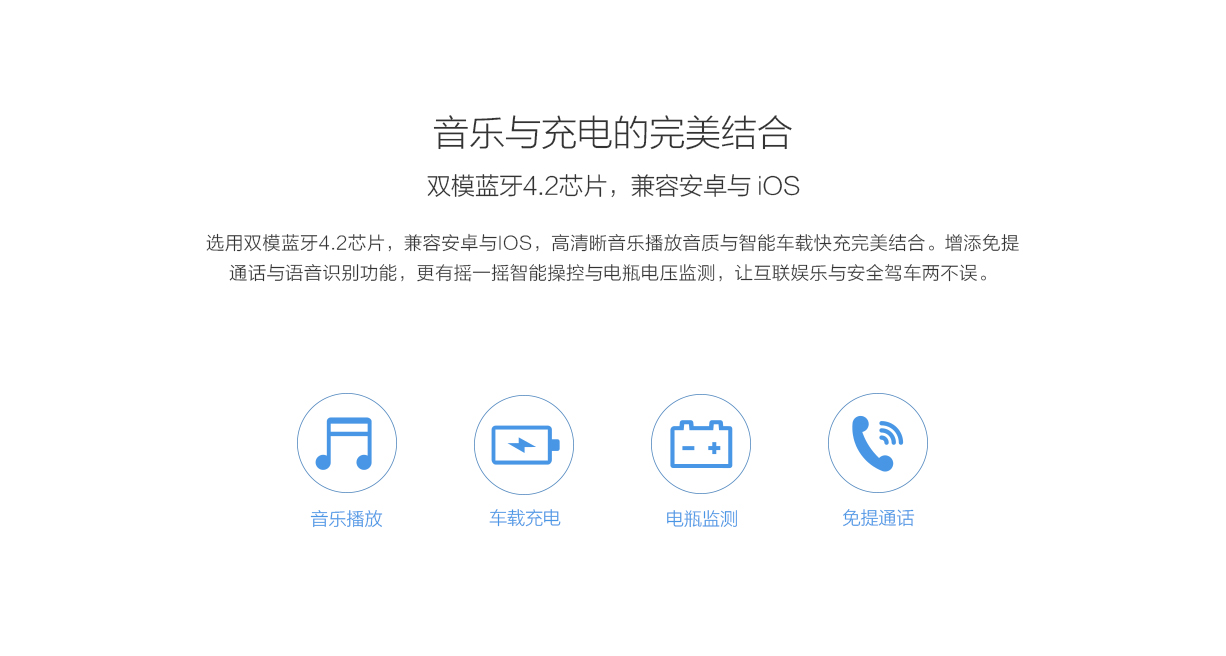 音乐与充电的完美结合
双模蓝牙4.2芯片，兼容安卓与 iOS
选用双模蓝牙4.2芯片，兼容安卓与IOS，高清晰音乐播放音质与智能车载快充完美结合。增添免提
通话与语音识别功能，更有摇一摇智能操控与电瓶电压监测，让互联娱乐与安全驾车两不误。
音乐播放
车载充电
电瓶监测
免提通话